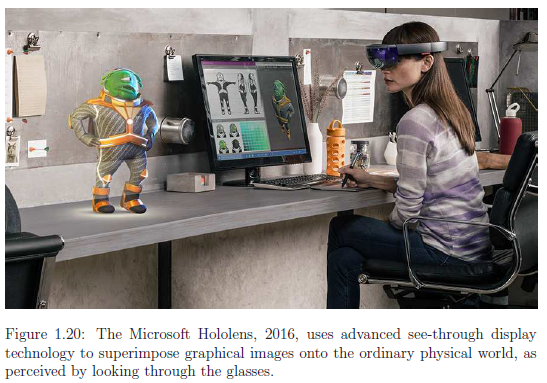 Figure 1.20: The Microsoft Hololens, 2016, uses advanced see-through display
technology to superimpose graphical images onto the ordinary physical world, as
perceived by looking through the glasses.